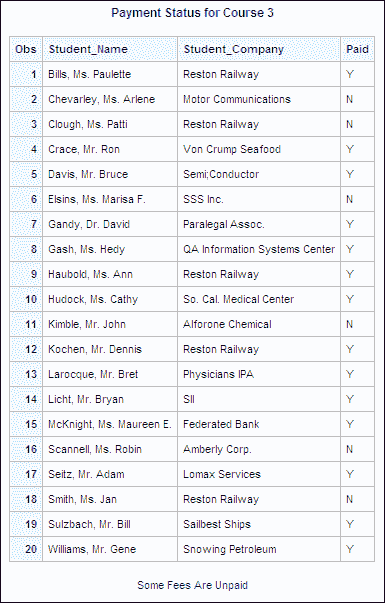 Payment Status for Course 3
Obs Student_Name Student_Company Paid
1 Bills, Ms. Paulette Reston Railway Y
2 Chevarley, Ms. Arlene Motor Communications N
3 Clough, Ms. Patti Reston Railway N
4 Crace, Mr. Ron Von Crump Seafood Y
5 Davis, Mr. Bruce Semi;Conductor Y
6 Elsins, Ms. Marisa F. SSS Inc. N
7 Gandy, Dr. David Paralegal Assoc. Y
8 Gash, Ms. Hedy QA Information Systems Center Y
9 Haubold, Ms. Ann Reston Railway Y
10 Hudock, Ms. Cathy So. Cal. Medical Center Y
11 Kimble, Mr. John Alforone Chemical N
12 Kochen, Mr. Dennis Reston Railway Y
13 Larocque, Mr. Bret Physicians IPA Y
14 Licht, Mr. Bryan SII Y
15 McKnight, Ms. Maureen E. Federated Bank Y
16 Scannell, Ms. Robin Amberly Corp. N
17 Seitz, Mr. Adam Lomax Services Y
18 Smith, Ms. Jan Reston Railway N
19 Sulzbach, Mr. Bill Sailbest Ships Y
20 Williams, Mr. Gene Snowing Petroleum Y
Some Fees Are Unpaid